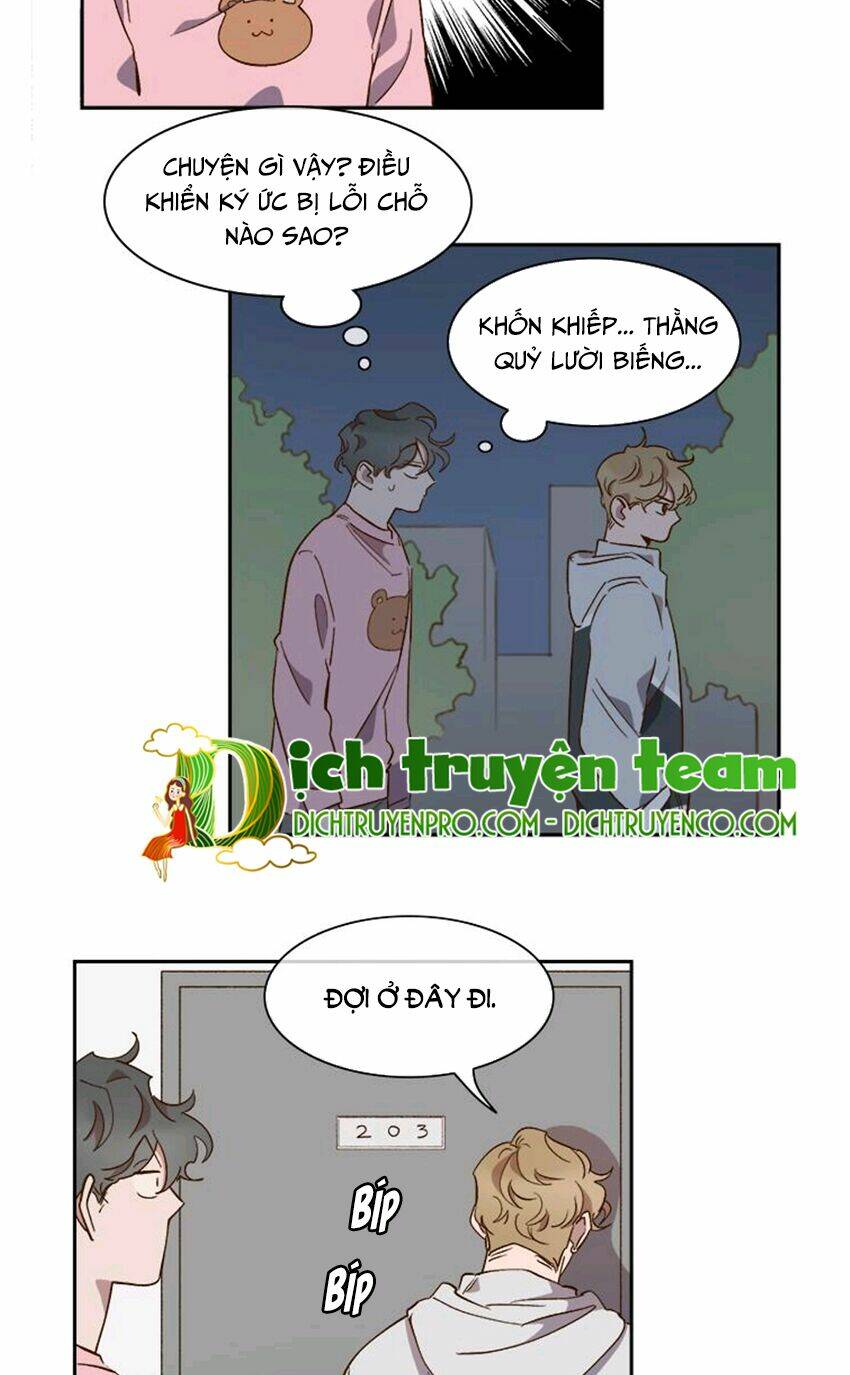 CHUYỆN GÌ VẬY? ĐIỀU
KHIỂN KÝ ỨC BỊ LỖI CHỖ
NÀO SAO?
KHỐN KHIẾP... THẰNG
QUỶ LƯỜI BIẾNG...
Dịch truyện team
DICHTRUYENPRO.COM - DICHTRUYENCO.COM
ĐỢI Ở ĐÂY ĐI.
203
Bíp
Bíp